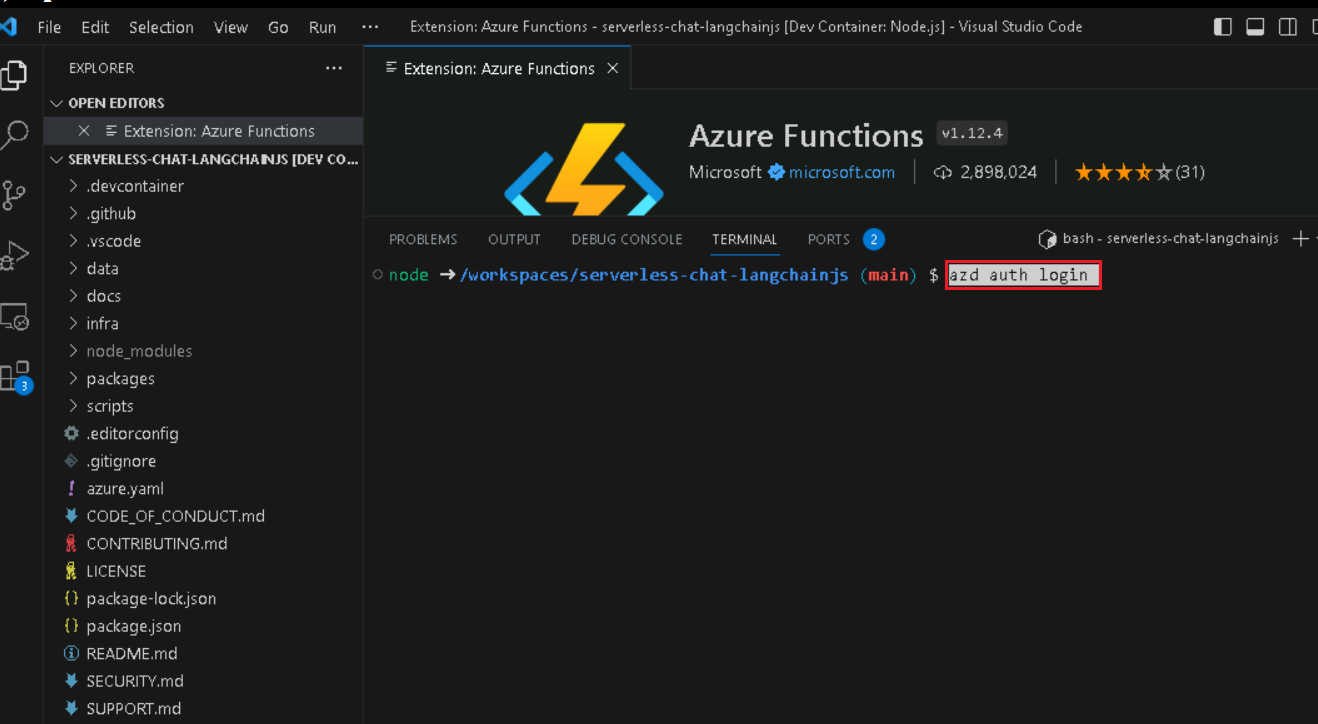 File Edit Selection View Go Run ··· Extension: Azure Functions - serverless-chat-langchainjs [Dev Container: Node.js] - Visual Studio Code
EXPLORER ···
OPEN EDITORS
Extension: Azure Functions
SERVERLESS-CHAT-LANGCHAINJS [DEV CO...
.devcontainer
.github
.vscode
data
docs
infra
node_modules
packages
scripts
.editorconfig
.gitignore
azure.yaml
CODE_OF_CONDUCT.md
CONTRIBUTING.md
LICENSE
package-lock.json
package.json
README.md
SECURITY.md
SUPPORT.md
3
Extension: Azure Functions
Azure Functions v1.12.4
Microsoft microsoft.com 2,898,024 (31)
PROBLEMS OUTPUT DEBUG CONSOLE TERMINAL PORTS 2 bash - serverless-chat-langchainjs
node ➜ /workspaces/serverless-chat-langchainjs (main) $ azd auth login